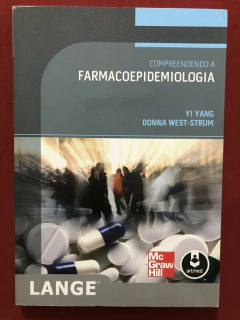 COMPREENDENDO A
FARMACOEPIDEMIOLOGIA
YI YANG
DONNA WEST-STRUM
Mc
Graw
Hill
artmed
LANGE